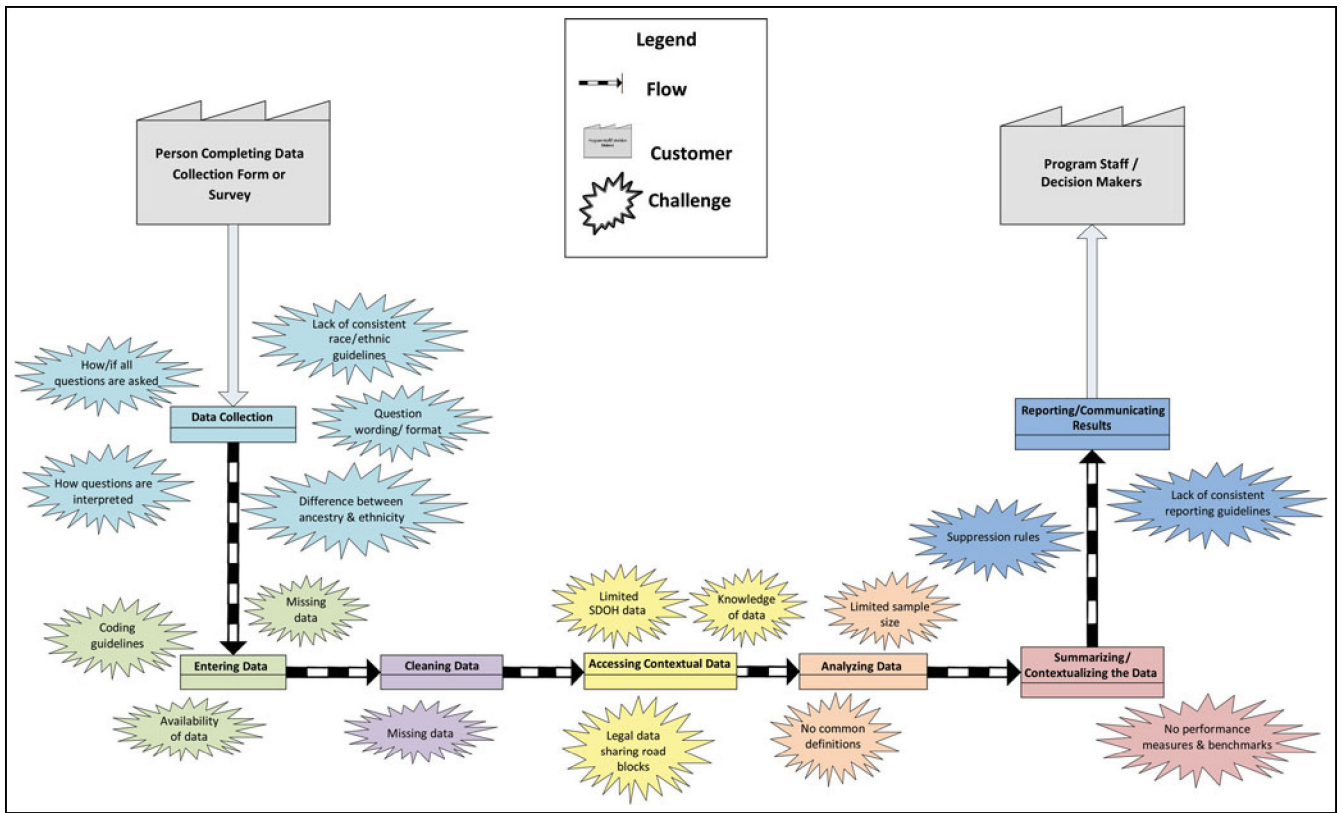 Legend
Flow
Customer
Challenge
Person Completing Data
Collection Form or
Survey
Program Staff /
Decision Makers
Lack of consistent
race/ethnic
guidelines
How/if all
questions are asked
Data Collection
Question
wording/ format
How questions are
interpreted
Difference between
ancestry & ethnicity
Reporting/Communicating
Results
Lack of consistent
reporting guidelines
Suppression rules
Missing
data
Coding
guidelines
Limited
SDOH data
Knowledge
of data
Limited sample
size
Entering Data
Cleaning Data
Accessing Contextual Data
Analyzing Data
Summarizing/
Contextualizing the Data
Availability
of data
Missing data
Legal data
sharing road
blocks
No common
definitions
No performance
measures & benchmarks